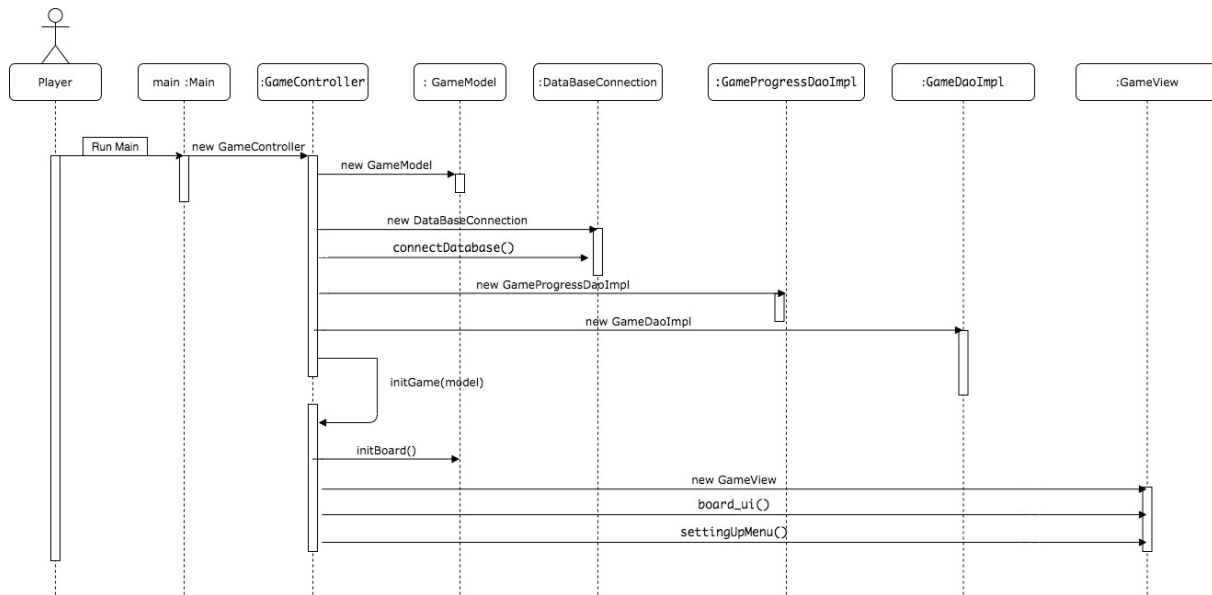 Player
main :Main
:GameController
: GameModel
:DataBaseConnection
:GameProgressDaoImpl
:GameDaoImpl
:GameView
Run Main
new GameController
new GameModel
new DataBaseConnection
connectDatabase()
new GameProgressDaoImpl
new GameDaoImpl
initGame(model)
initBoard()
new GameView
board_ui()
settingUpMenu()